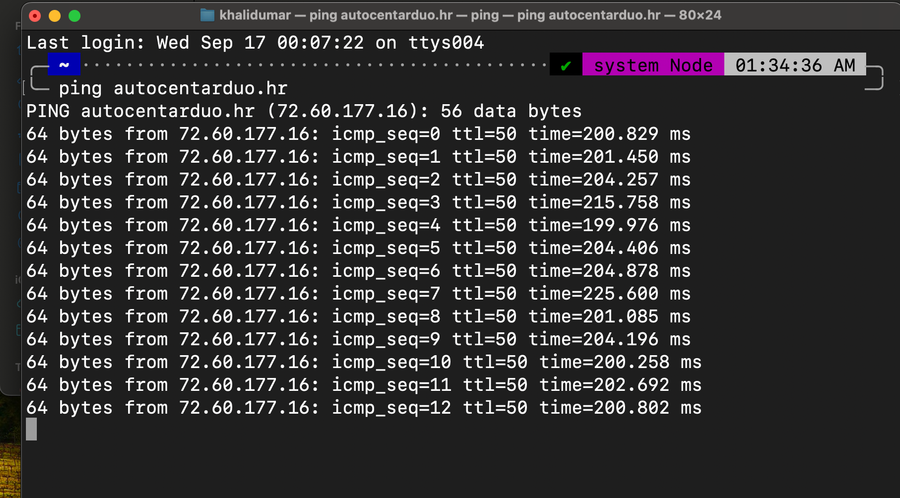 khalidumar — ping autocentarduo.hr — ping — ping autocentarduo.hr — 80×24
Last login: Wed Sep 17 00:07:22 on ttys004
~ ✔ system Node 01:34:36 AM
ping autocentarduo.hr
PING autocentarduo.hr (72.60.177.16): 56 data bytes
64 bytes from 72.60.177.16: icmp_seq=0 ttl=50 time=200.829 ms
64 bytes from 72.60.177.16: icmp_seq=1 ttl=50 time=201.450 ms
64 bytes from 72.60.177.16: icmp_seq=2 ttl=50 time=204.257 ms
64 bytes from 72.60.177.16: icmp_seq=3 ttl=50 time=215.758 ms
64 bytes from 72.60.177.16: icmp_seq=4 ttl=50 time=199.976 ms
64 bytes from 72.60.177.16: icmp_seq=5 ttl=50 time=204.406 ms
64 bytes from 72.60.177.16: icmp_seq=6 ttl=50 time=204.878 ms
64 bytes from 72.60.177.16: icmp_seq=7 ttl=50 time=225.600 ms
64 bytes from 72.60.177.16: icmp_seq=8 ttl=50 time=201.085 ms
64 bytes from 72.60.177.16: icmp_seq=9 ttl=50 time=204.196 ms
64 bytes from 72.60.177.16: icmp_seq=10 ttl=50 time=200.258 ms
64 bytes from 72.60.177.16: icmp_seq=11 ttl=50 time=202.692 ms
64 bytes from 72.60.177.16: icmp_seq=12 ttl=50 time=200.802 ms